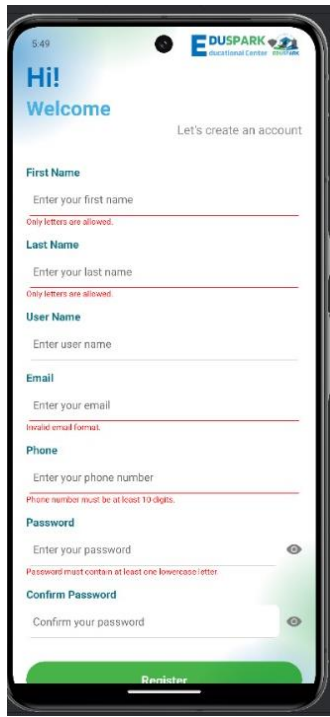 5:49
EDUSPARK
Educational Center
EDUSPARK
Hi!
Welcome
Let's create an account
First Name
Enter your first name
Only letters are allowed.
Last Name
Enter your last name
Only letters are allowed.
User Name
Enter user name
Email
Enter your email
Invalid email format.
Phone
Enter your phone number
Phone number must be at least 10 digits.
Password
Enter your password
Password must contain at least one lowercase letter.
Confirm Password
Confirm your password
Register